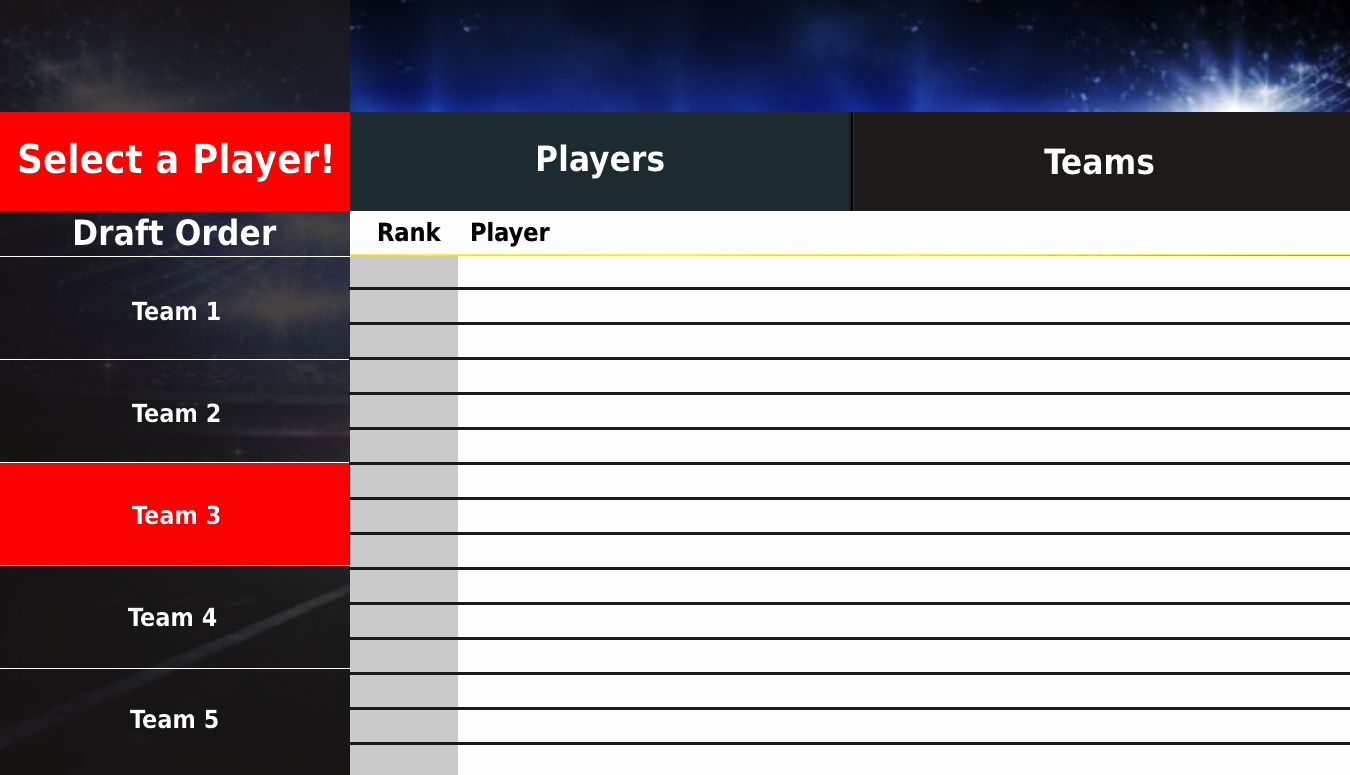 Select a Player!
Players
Teams
Draft Order
Rank Player
Team 1
Team 2
Team 3
Team 4
Team 5